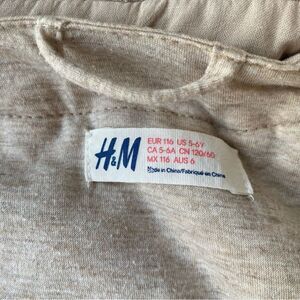 H&M
EUR 116 US 5-6Y
CA 5-6A CN 120/60
MX 116 AUS 6
Made in China/Fabriqué en Chine